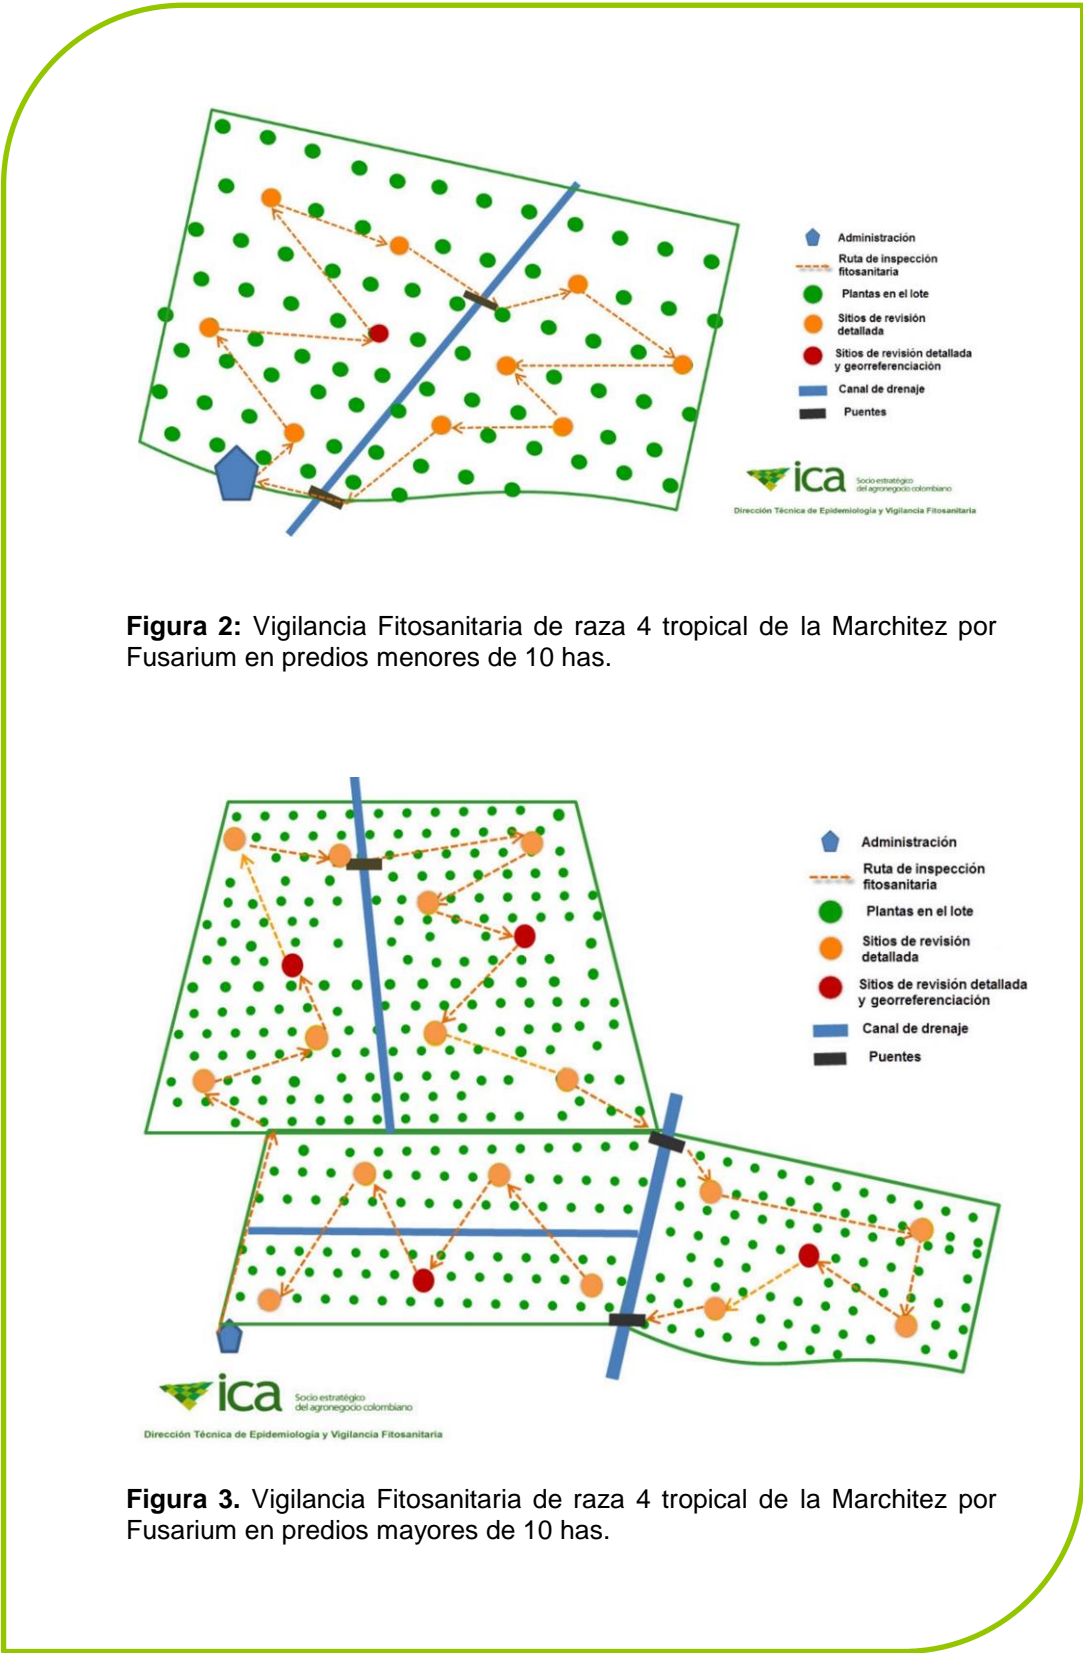 Administración
Ruta de inspección
fitosanitaria
Plantas en el lote
Sitios de revisión
detallada
Sitios de revisión detallada
y georreferenciación
Canal de drenaje
Puentes
ica
Socio estratégico
del agronegocio colombiano
Dirección Técnica de Epidemiología y Vigilancia Fitosanitaria
Figura 2: Vigilancia Fitosanitaria de raza 4 tropical de la Marchitez por
Fusarium en predios menores de 10 has.
Administración
Ruta de inspección
fitosanitaria
Plantas en el lote
Sitios de revisión
detallada
Sitios de revisión detallada
y georreferenciación
Canal de drenaje
Puentes
ica
Socio estratégico
del agronegocio colombiano
Dirección Técnica de Epidemiología y Vigilancia Fitosanitaria
Figura 3. Vigilancia Fitosanitaria de raza 4 tropical de la Marchitez por
Fusarium en predios mayores de 10 has.